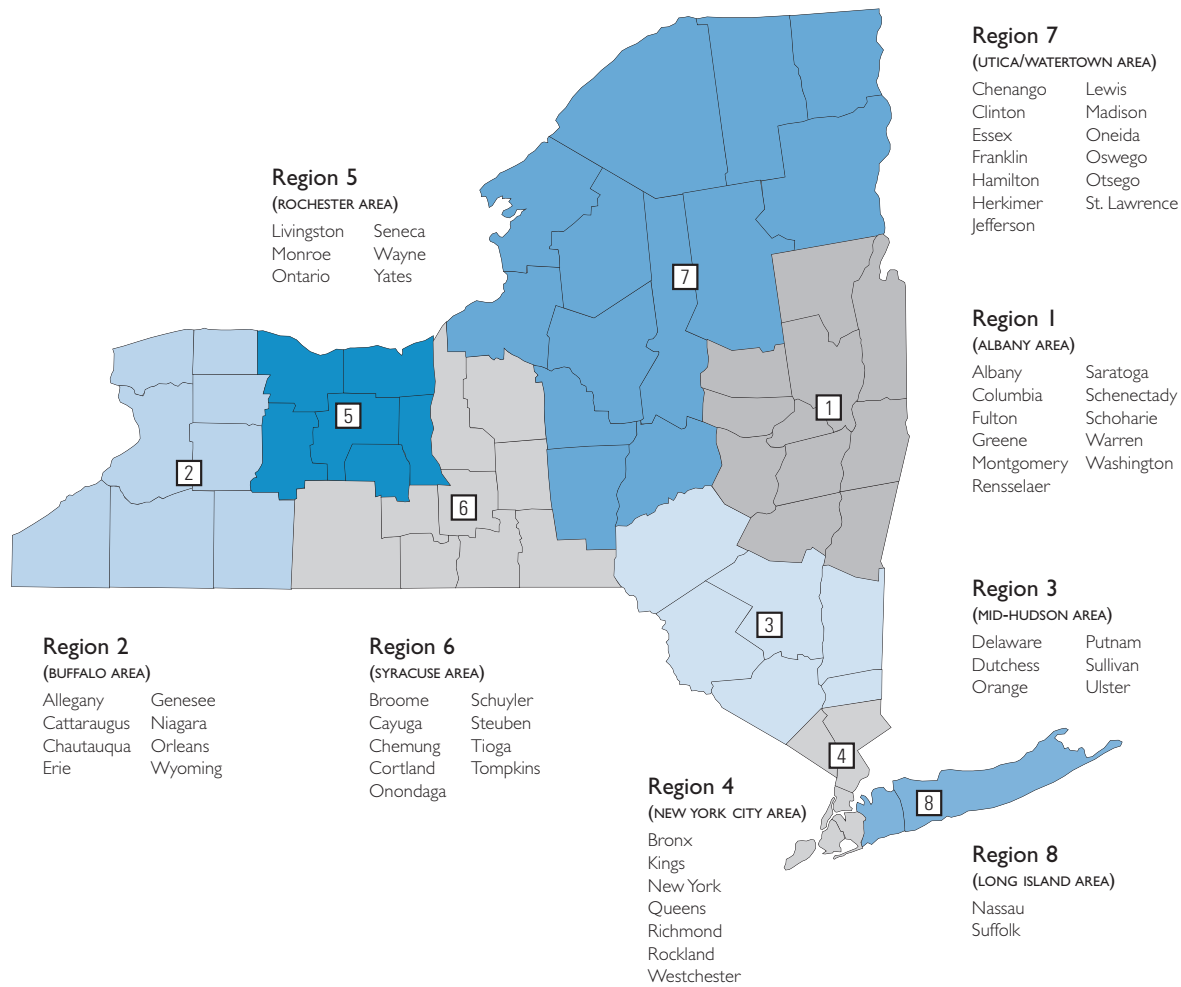 Region 7
(UTICA/WATERTOWN AREA)
Chenango Lewis
Clinton Madison
Essex Oneida
Franklin Oswego
Hamilton Otsego
Herkimer St. Lawrence
Jefferson
Region 5
(ROCHESTER AREA)
Livingston Seneca
Monroe Wayne
Ontario Yates
7
Region 1
(ALBANY AREA)
Albany Saratoga
Columbia Schenectady
Fulton Schoharie
Greene Warren
Montgomery Washington
Rensselaer
5
1
2
6
Region 3
(MID-HUDSON AREA)
Delaware Putnam
Dutchess Sullivan
Orange Ulster
3
Region 2
(BUFFALO AREA)
Allegany Genesee
Cattaraugus Niagara
Chautauqua Orleans
Erie Wyoming
Region 6
(SYRACUSE AREA)
Broome Schuyler
Cayuga Steuben
Chemung Tioga
Cortland Tompkins
Onondaga
4
8
Region 4
(NEW YORK CITY AREA)
Bronx
Kings
New York
Queens
Richmond
Rockland
Westchester
Region 8
(LONG ISLAND AREA)
Nassau
Suffolk